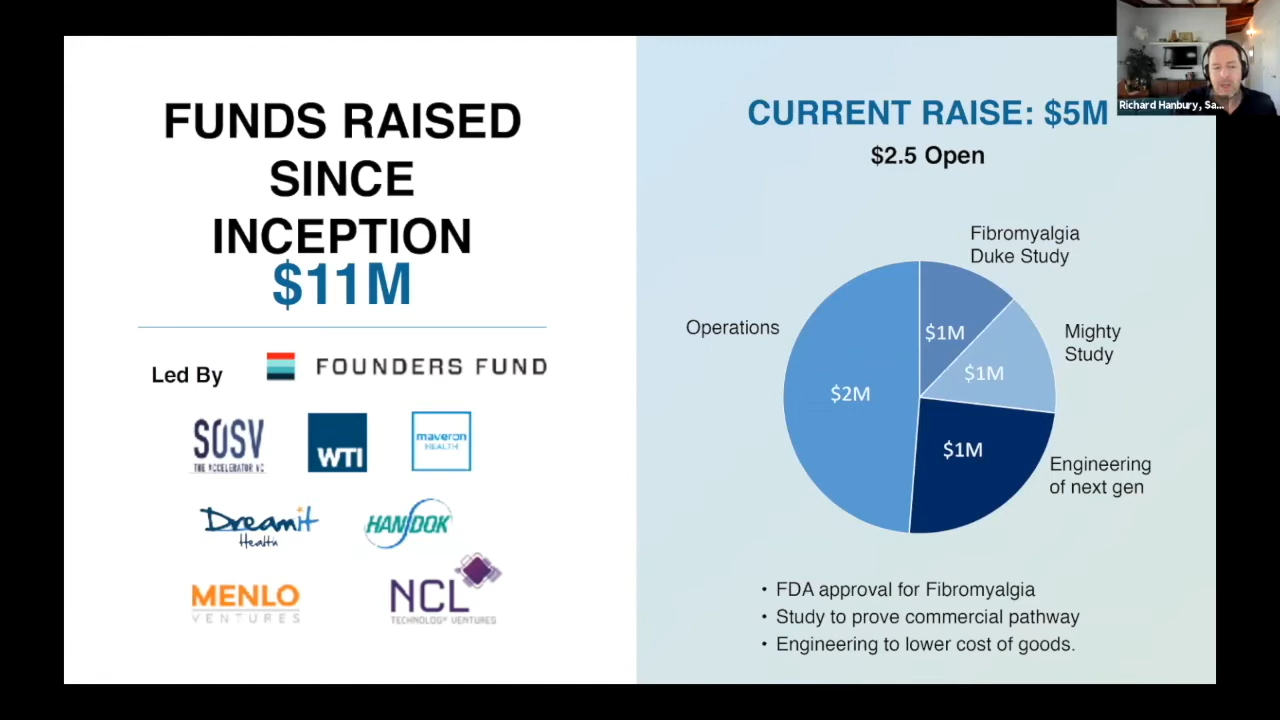 FUNDS RAISED
SINCE
INCEPTION
$11M
Led By
FOUNDERS FUND
SOSV
THE ACCELERATOR VC
WTI
maveron
HEALTH
Dreamit
Health
HANDOK
MENLO
VENTURES
NCL
TECHNOLOGY VENTURES
CURRENT RAISE: $5M
$2.5 Open
Fibromyalgia
Duke Study
Operations
$1M
Mighty
Study
$1M
$2M
$1M
Engineering
of next gen
• FDA approval for Fibromyalgia
• Study to prove commercial pathway
• Engineering to lower cost of goods.
Richard Hanbury, Sa...